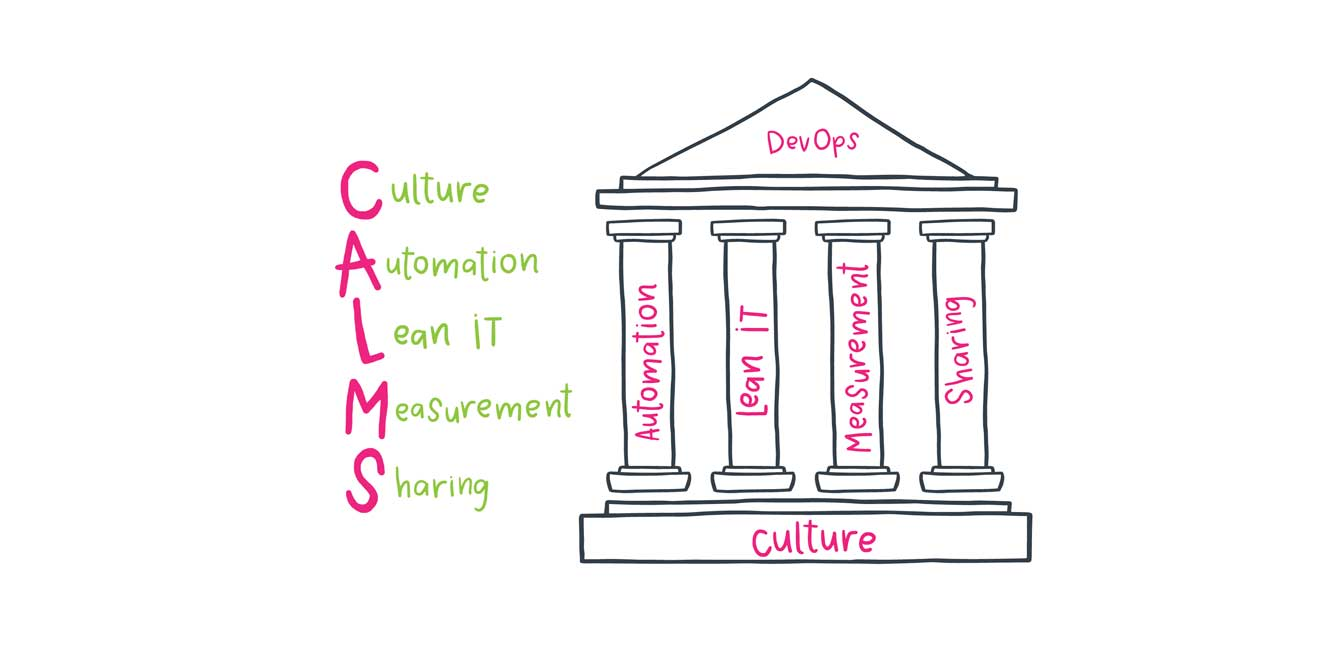 Culture
Automation
Lean iT
Measurement
Sharing
DevOps
Automation
Lean iT
Measurement
Sharing
Culture